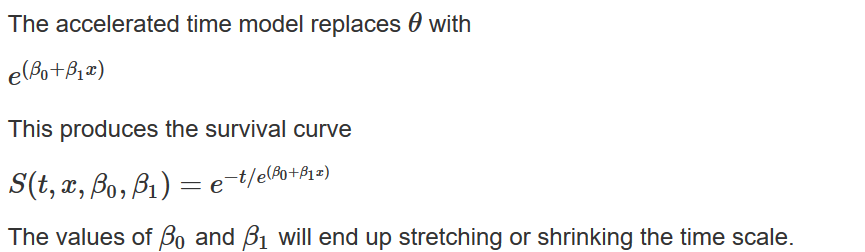 The accelerated time model replaces θ with
e^{(β₀+β₁x)}
This produces the survival curve
S(t, x, β₀, β₁) = e^{−t/e^{(β₀+β₁x)}}
The values of β₀ and β₁ will end up stretching or shrinking the time scale.